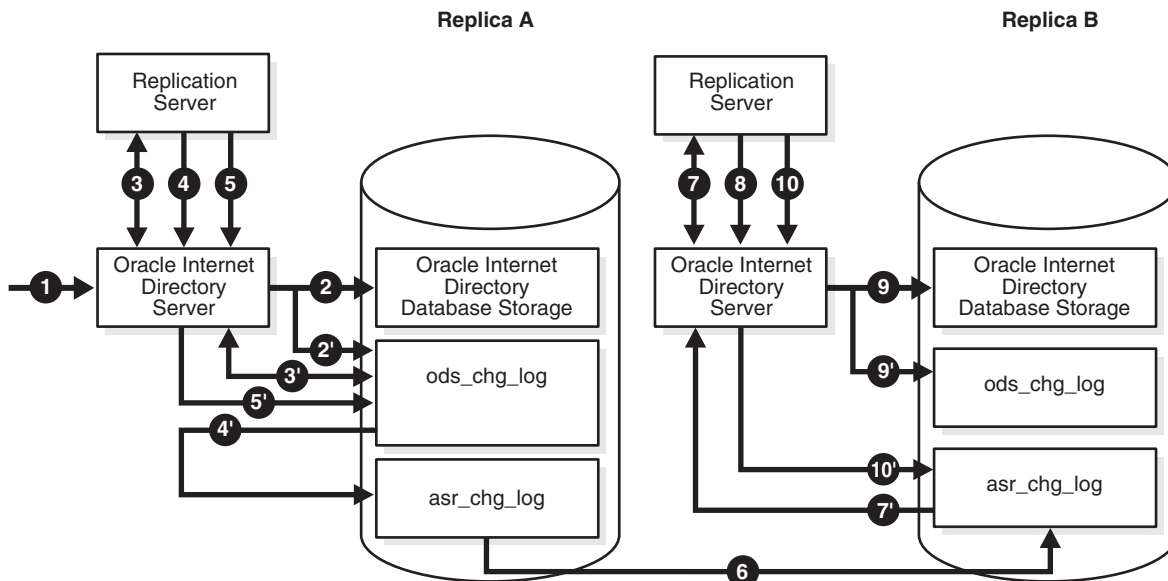 Replica A
Replica B
Replication
Server
Replication
Server
3
4
5
7
8
10
1
Oracle Internet
Directory
Server
2
Oracle Internet
Directory
Database Storage
Oracle Internet
Directory
Server
9
Oracle Internet
Directory
Database Storage
2'
3'
5'
4'
ods_chg_log
9'
ods_chg_log
asr_chg_log
10'
7'
asr_chg_log
6